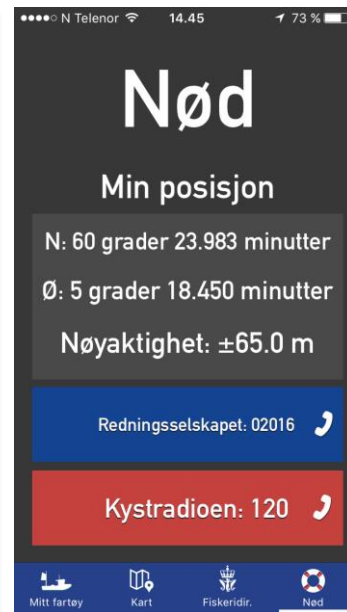 N Telenor 14.45 73 %
Nød
Min posisjon
N: 60 grader 23.983 minutter
Ø: 5 grader 18.450 minutter
Nøyaktighet: ±65.0 m
Redningsselskapet: 02016
Kystradioen: 120
Mitt fartøy Kart Fiskeridir. Nød